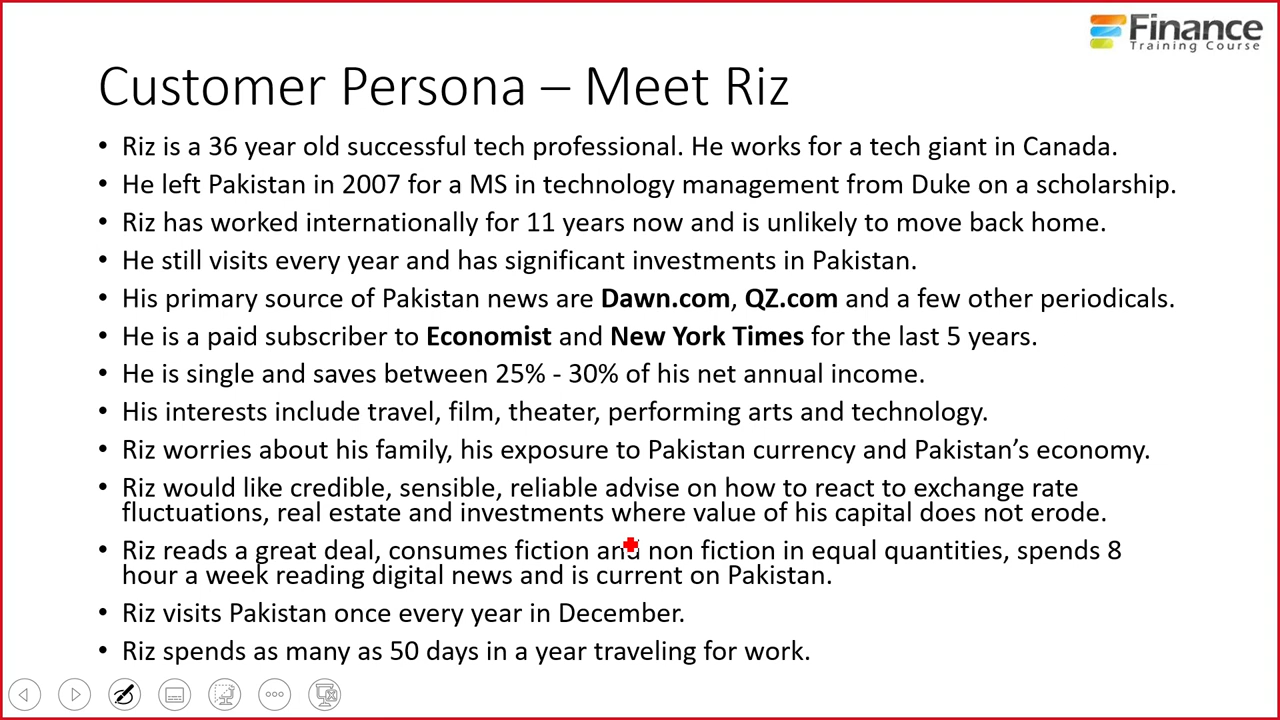 Finance
Training Course
Customer Persona – Meet Riz
• Riz is a 36 year old successful tech professional. He works for a tech giant in Canada.
• He left Pakistan in 2007 for a MS in technology management from Duke on a scholarship.
• Riz has worked internationally for 11 years now and is unlikely to move back home.
• He still visits every year and has significant investments in Pakistan.
• His primary source of Pakistan news are Dawn.com, QZ.com and a few other periodicals.
• He is a paid subscriber to Economist and New York Times for the last 5 years.
• He is single and saves between 25% - 30% of his net annual income.
• His interests include travel, film, theater, performing arts and technology.
• Riz worries about his family, his exposure to Pakistan currency and Pakistan’s economy.
• Riz would like credible, sensible, reliable advise on how to react to exchange rate
fluctuations, real estate and investments where value of his capital does not erode.
• Riz reads a great deal, consumes fiction and non fiction in equal quantities, spends 8
hour a week reading digital news and is current on Pakistan.
• Riz visits Pakistan once every year in December.
• Riz spends as many as 50 days in a year traveling for work.